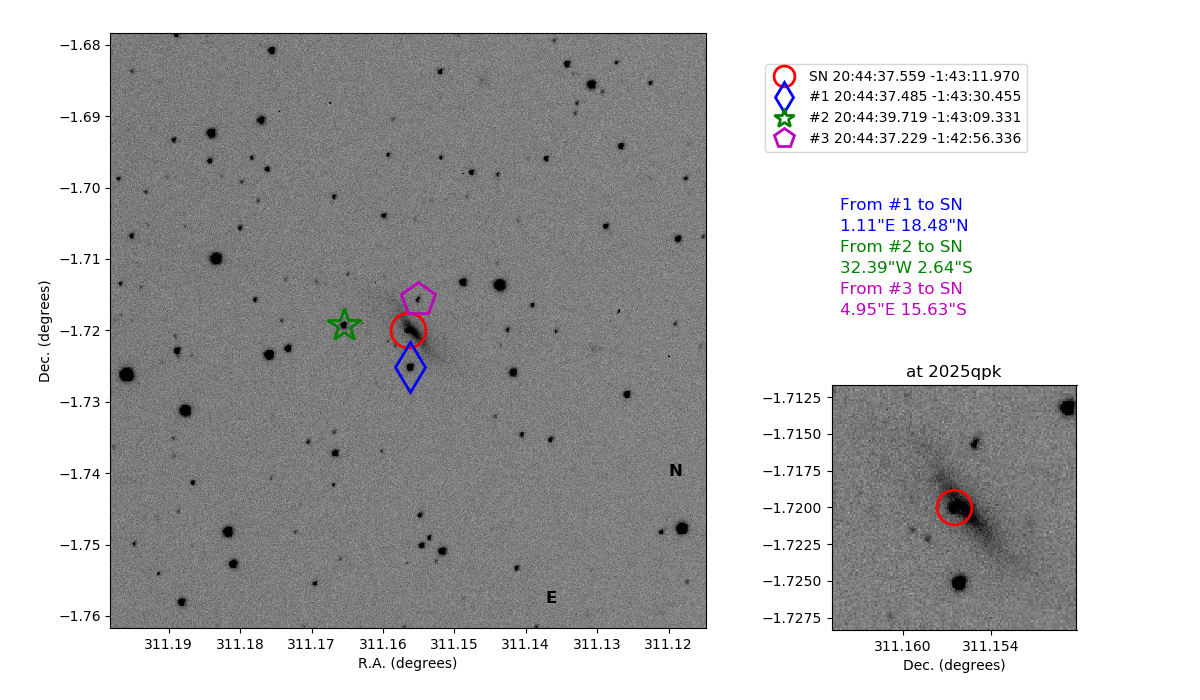 −1.68
−1.69
−1.70
−1.71
−1.72
−1.73
−1.74
−1.75
−1.76
Dec. (degrees)
311.19 311.18 311.17 311.16 311.15 311.14 311.13 311.12
R.A. (degrees)
N
E
SN 20:44:37.559 -1:43:11.970
#1 20:44:37.485 -1:43:30.455
#2 20:44:39.719 -1:43:09.331
#3 20:44:37.229 -1:42:56.336
From #1 to SN
1.11"E 18.48"N
From #2 to SN
32.39"W 2.64"S
From #3 to SN
4.95"E 15.63"S
at 2025qpk
−1.7125
−1.7150
−1.7175
−1.7200
−1.7225
−1.7250
−1.7275
311.160 311.154
Dec. (degrees)